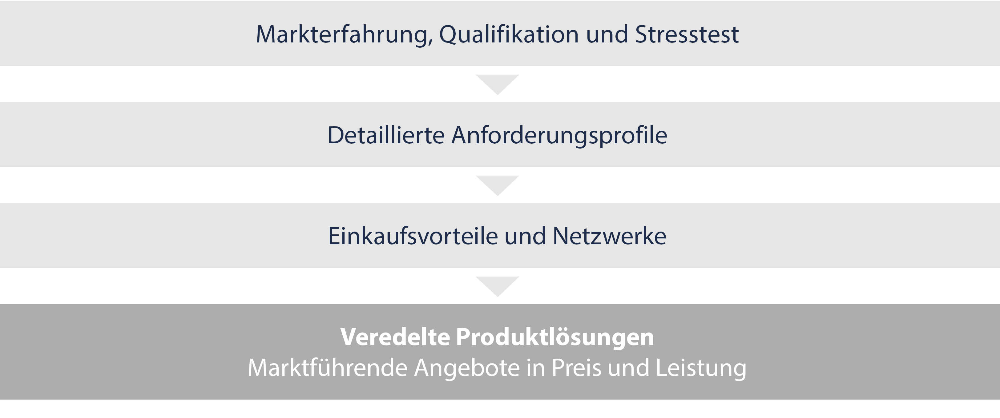 Markterfahrung, Qualifikation und Stresstest
Detaillierte Anforderungsprofile
Einkaufsvorteile und Netzwerke
Veredelte Produktlösungen
Marktführende Angebote in Preis und Leistung